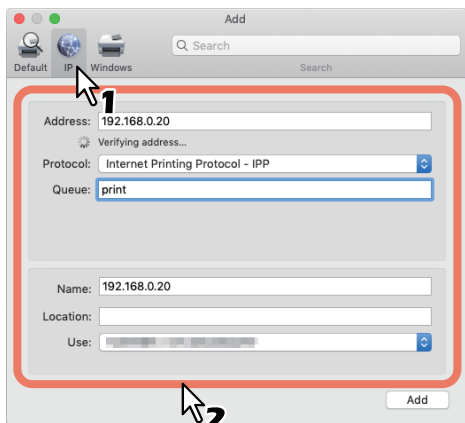 Add
Search
Default IP Windows Search
1
Address: 192.168.0.20
Verifying address...
Protocol: Internet Printing Protocol - IPP
Queue: print
Name: 192.168.0.20
Location:
Use:
Add
2